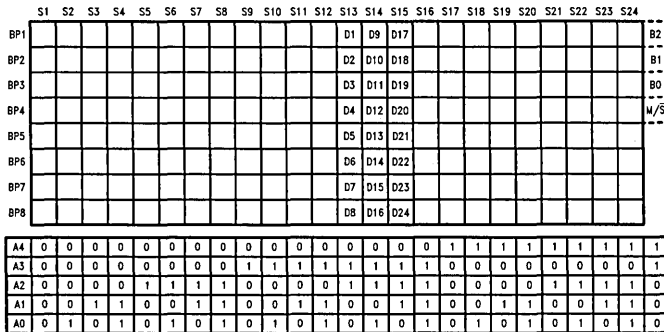 S1 S2 S3 S4 S5 S6 S7 S8 S9 S10 S11 S12 S13 S14 S15 S16 S17 S18 S19 S20 S21 S22 S23 S24
BP1 D1 D9 D17 B2
BP2 D2 D10 D18 B1
BP3 D3 D11 D19 B0
BP4 D4 D12 D20 M/S̅
BP5 D5 D13 D21
BP6 D6 D14 D22
BP7 D7 D15 D23
BP8 D8 D16 D24
A4 0 0 0 0 0 0 0 0 0 0 0 0 0 0 0 0 1 1 1 1 1 1 1 1 1
A3 0 0 0 0 0 0 0 0 1 1 1 1 1 1 1 1 0 0 0 0 0 0 0 0 1
A2 0 0 0 0 1 1 1 1 0 0 0 0 1 1 1 1 0 0 0 0 1 1 1 1 0
A1 0 0 1 1 0 0 1 1 0 0 1 1 0 0 1 1 0 0 1 1 0 0 1 1 0
A0 0 1 0 1 0 1 0 1 0 1 0 1 0 1 0 1 0 1 0 1 0 1 0 1 0